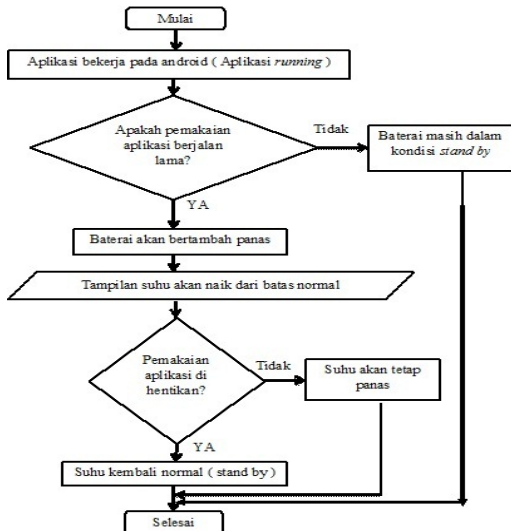 Mulai
Aplikasi bekerja pada android ( Aplikasi running )
Apakah pemakaian
aplikasi berjalan
lama?
Tidak
Baterai masih dalam
kondisi stand by
YA
Baterai akan bertambah panas
Tampilan suhu akan naik dari batas normal
Pemakaian
aplikasi di
hentikan?
Tidak
Suhu akan tetap
panas
YA
Suhu kembali normal ( stand by )
Selesai